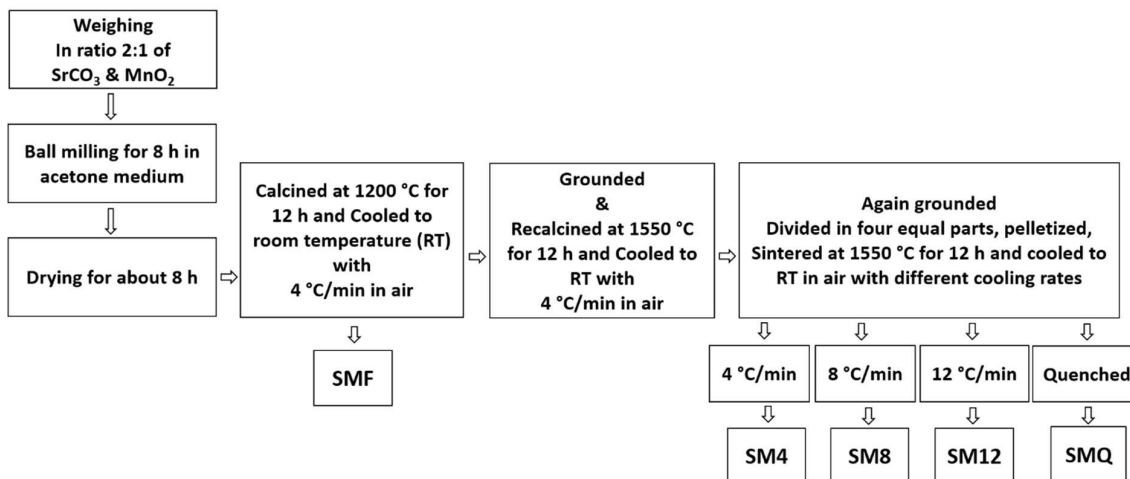 Weighing
In ratio 2:1 of
SrCO₃ & MnO₂
Ball milling for 8 h in
acetone medium
Drying for about 8 h
Calcined at 1200 °C for
12 h and Cooled to
room temperature (RT)
with
4 °C/min in air
SMF
Grounded
&
Recalcined at 1550 °C
for 12 h and Cooled to
RT with
4 °C/min in air
Again grounded
Divided in four equal parts, pelletized,
Sintered at 1550 °C for 12 h and cooled to
RT in air with different cooling rates
4 °C/min
8 °C/min
12 °C/min
Quenched
SM4
SM8
SM12
SMQ